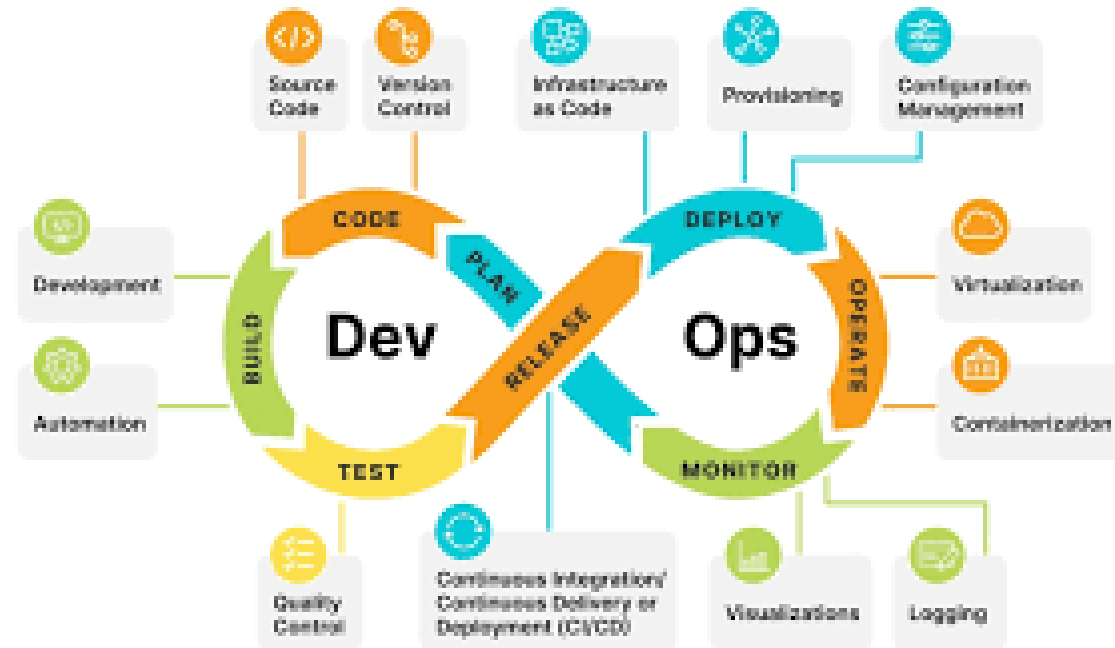 Source
Code
Version
Control
Infrastructure
as Code
Provisioning
Configuration
Management
CODE
DEPLOY
PLAN
Development
Virtualization
BUILD
Dev
RELEASE
Ops
OPERATE
Automation
Containerization
TEST
MONITOR
Quality
Control
Continuous Integration/
Continuous Delivery or
Deployment (CI/CD)
Visualizations
Logging